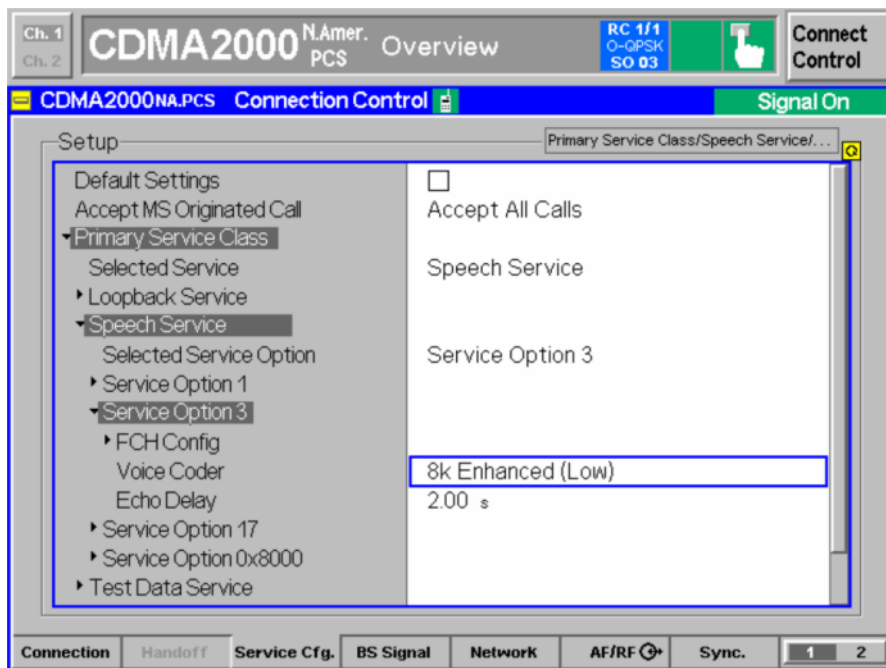 Ch. 1
Ch. 2
CDMA2000 N.Amer. PCS Overview
RC 1/1
O-QPSK
SO 03
Connect
Control
CDMA2000 NA.PCS Connection Control
Signal On
Setup
Primary Service Class/Speech Service/...
Default Settings
Accept MS Originated Call Accept All Calls
Primary Service Class
Selected Service Speech Service
Loopback Service
Speech Service
Selected Service Option Service Option 3
Service Option 1
Service Option 3
FCH Config
Voice Coder 8k Enhanced (Low)
Echo Delay 2.00 s
Service Option 17
Service Option 0x8000
Test Data Service
Connection Handoff Service Cfg. BS Signal Network AF/RF Sync. 1 2